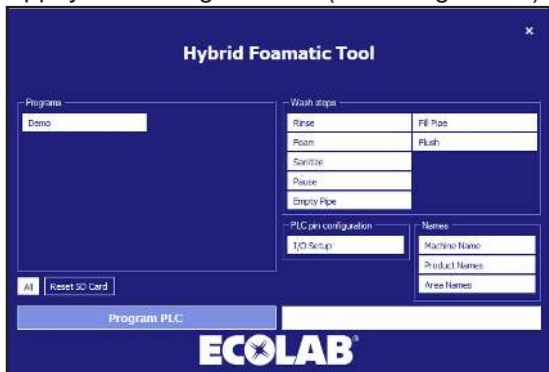 ×
Hybrid Foamatic Tool
Programs
Demo
All
Reset SD Card
Program PLC
Wash steps
Rinse
Foam
Sanitize
Pause
Empty Pipe
Fill Pipe
Flush
PLC pin configuration
I/O Setup
Names
Machine Name
Product Names
Area Names
ECOLAB®